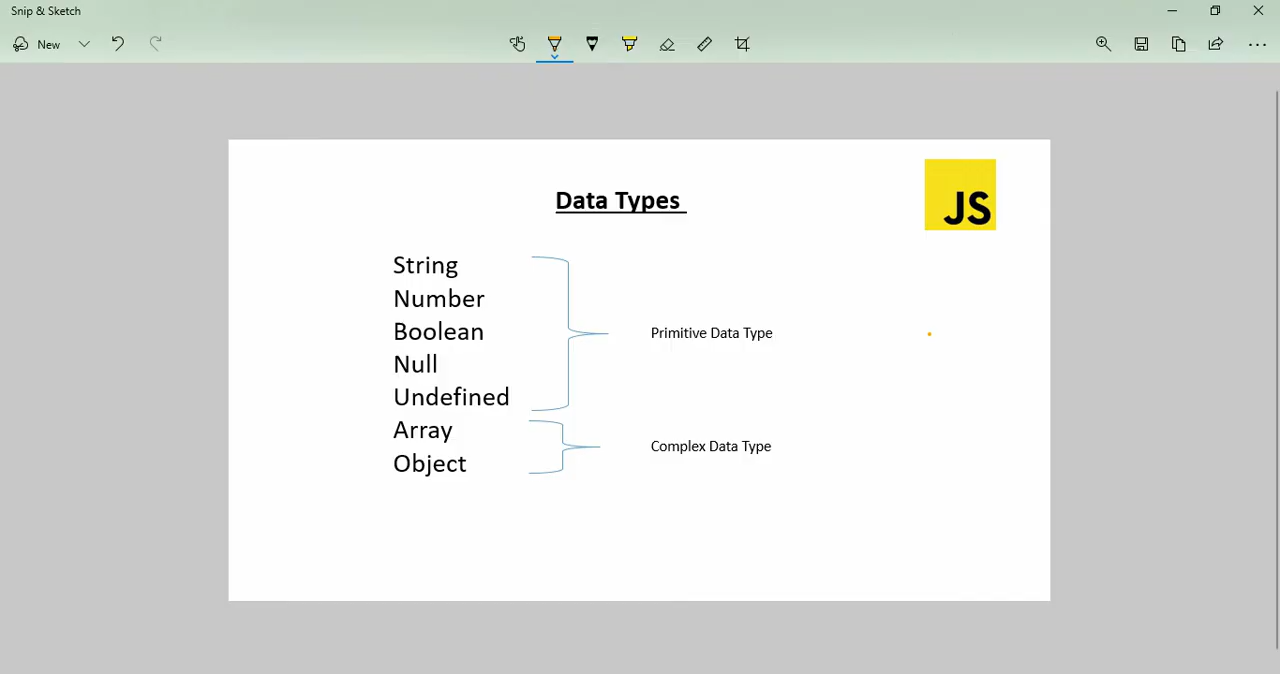 Snip & Sketch
New
Data Types
JS
String
Number
Boolean
Primitive Data Type
Null
Undefined
Array
Complex Data Type
Object